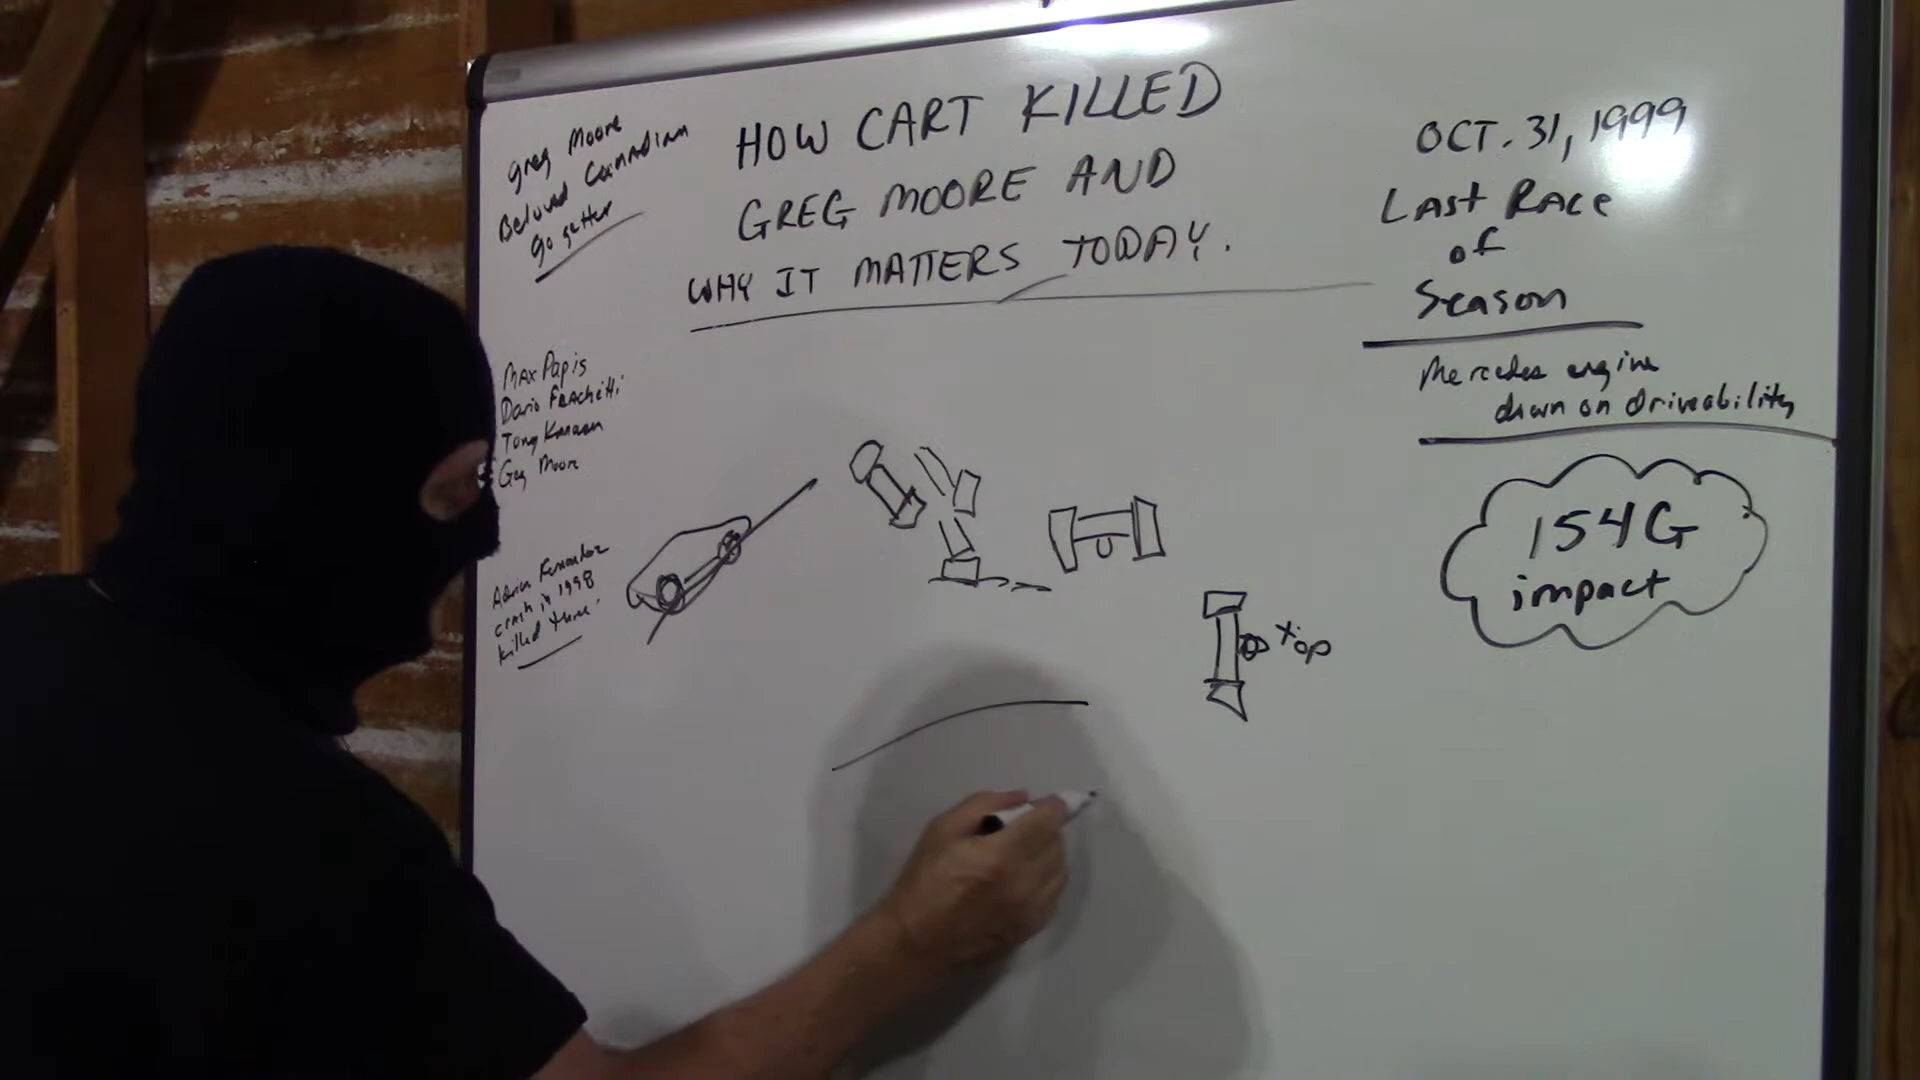 Greg Moore
Beloved Canadian
go getter
HOW CART KILLED
GREG MOORE AND
WHY IT MATTERS TODAY.
OCT. 31, 1999
LAST RACE
of
Season
Mercedes engine
down on driveability
154G
impact
Max Papis
Dario FRAchetti
Tony Kanaan
Greg Moore
Adrian Fernandez
crash in 1998
killed three
Top